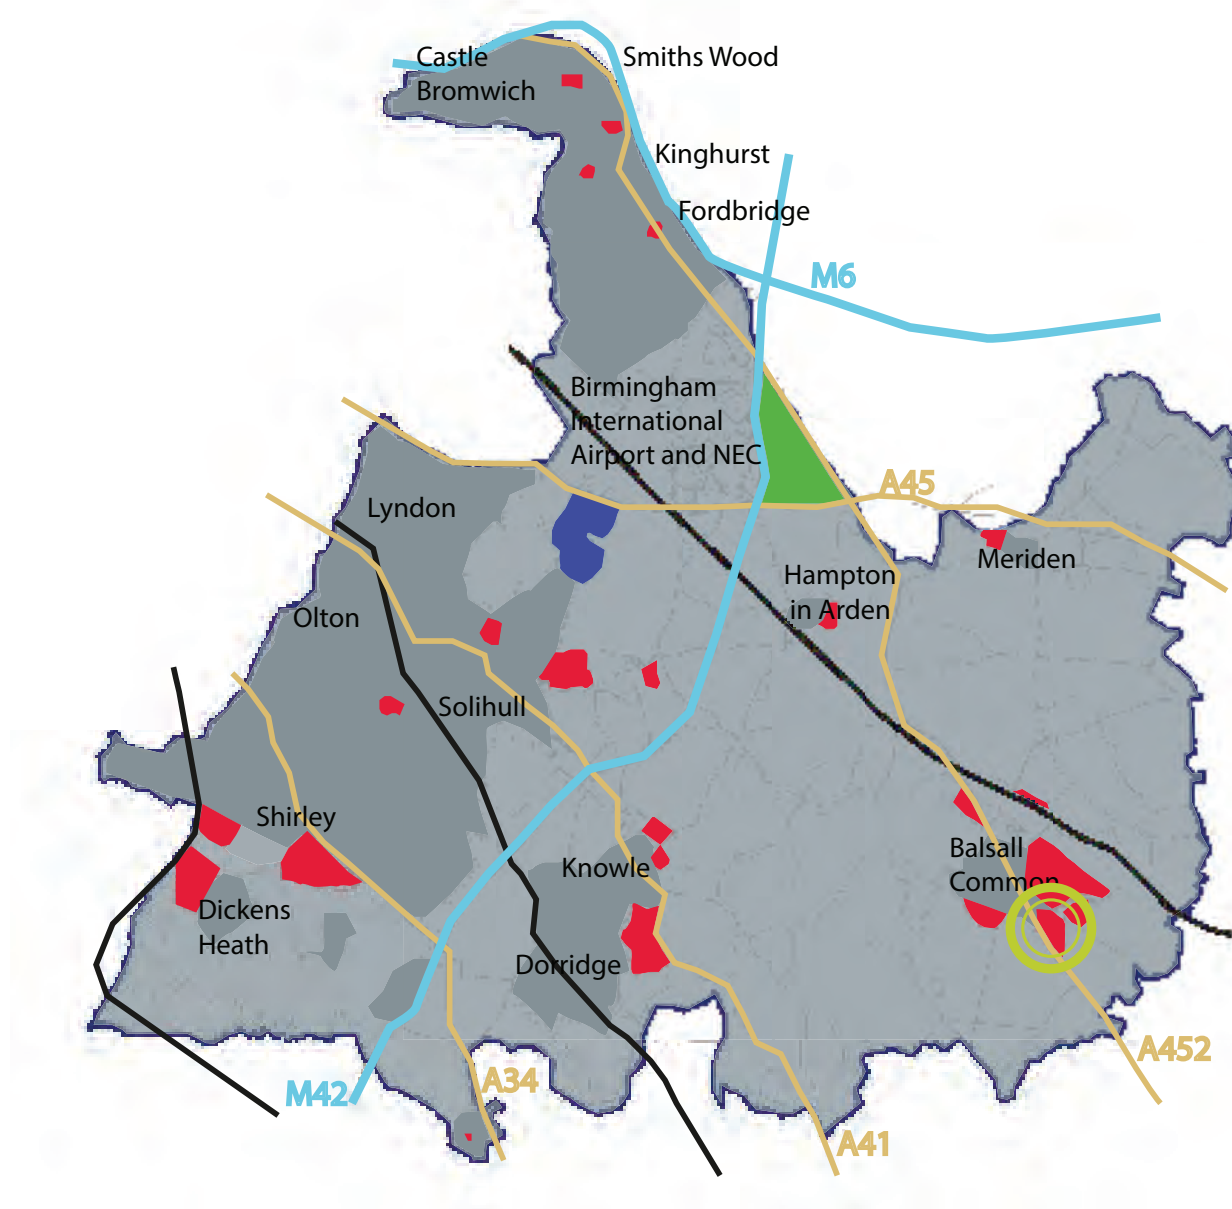 Castle
Bromwich
Smiths Wood
Kinghurst
Fordbridge
M6
Birmingham
International
Airport and NEC
A45
Lyndon
Meriden
Hampton
in Arden
Olton
Solihull
Shirley
Knowle
Balsall
Common
Dickens
Heath
Dorridge
A452
M42
A34
A41